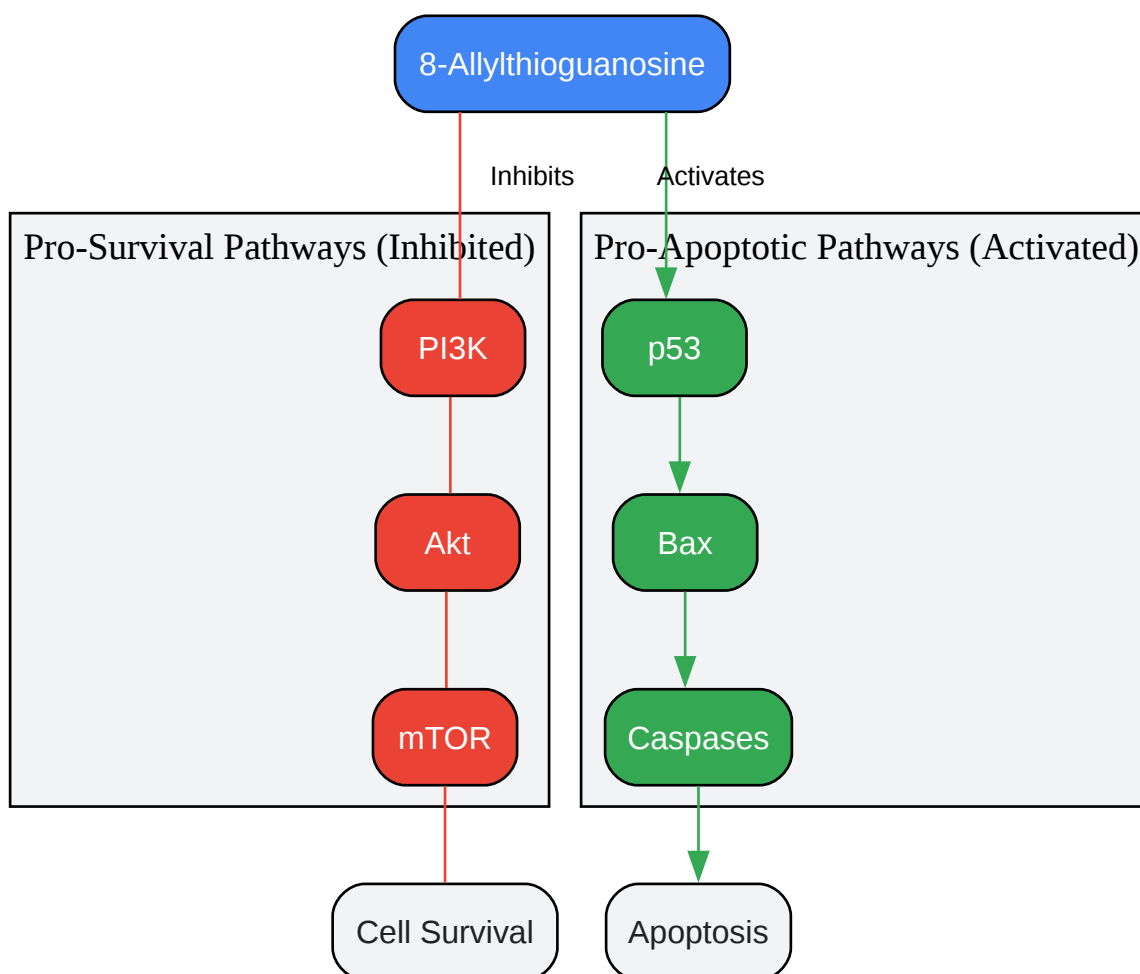 8-Allylthioguanosine
Inhibits
Activates
Pro-Survival Pathways (Inhibited)
Pro-Apoptotic Pathways (Activated)
PI3K
p53
Akt
Bax
mTOR
Caspases
Cell Survival
Apoptosis